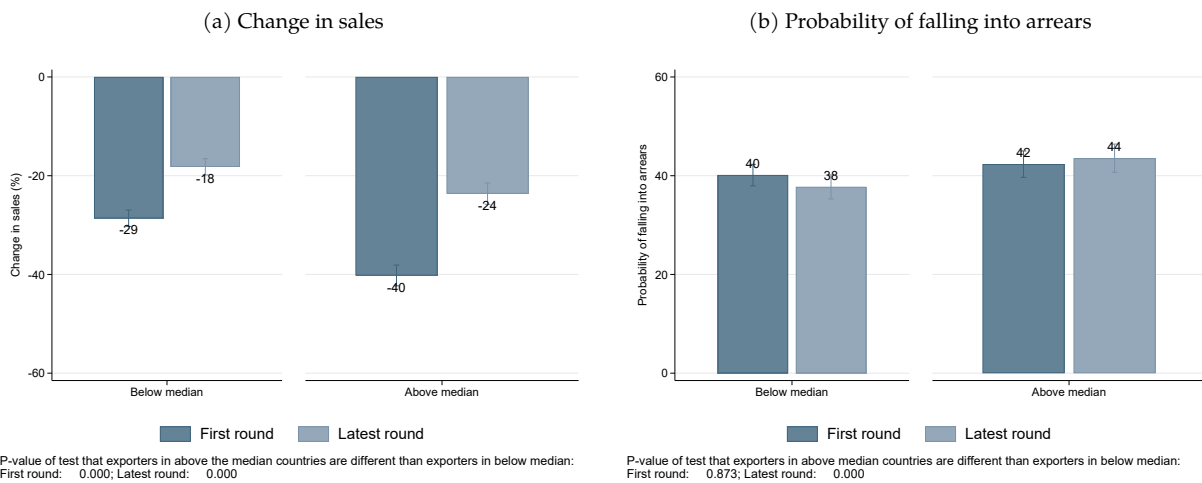 (a) Change in sales
0
-20
-40
-60
Change in sales (%)
-29
-18
-40
-24
Below median
Above median
First round
Latest round
P-value of test that exporters in above the median countries are different than exporters in below median:
First round: 0.000; Latest round: 0.000
(b) Probability of falling into arrears
60
40
20
0
Probability of falling into arrears
40
38
42
44
Below median
Above median
First round
Latest round
P-value of test that exporters in above median countries are different than exporters in below median:
First round: 0.873; Latest round: 0.000